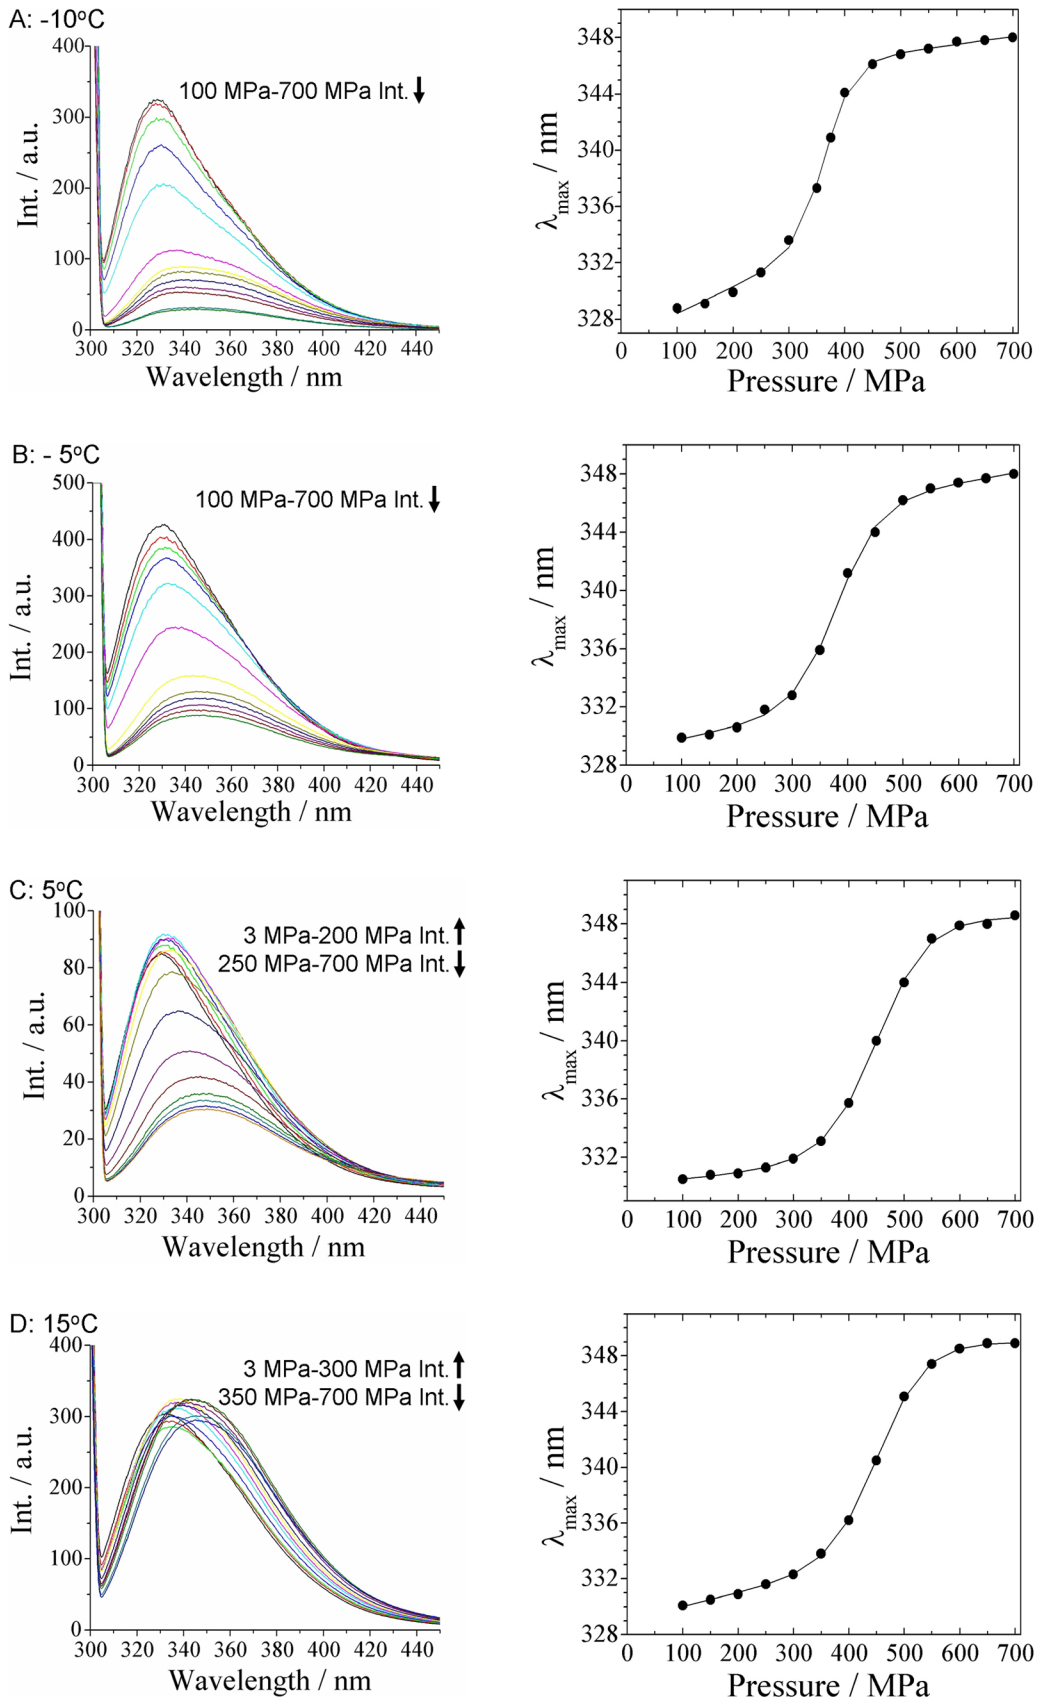 A: -10°C
400
300
200
100
0
100 MPa-700 MPa Int.
Int. / a.u.
300 320 340 360 380 400 420 440
Wavelength / nm
348
344
340
336
332
328
λmax / nm
0 100 200 300 400 500 600 700
Pressure / MPa
B: - 5°C
500
400
300
200
100
0
100 MPa-700 MPa Int.
Int. / a.u.
300 320 340 360 380 400 420 440
Wavelength / nm
348
344
340
336
332
328
λmax / nm
0 100 200 300 400 500 600 700
Pressure / MPa
C: 5°C
100
80
60
40
20
0
3 MPa-200 MPa Int.
250 MPa-700 MPa Int.
Int. / a.u.
300 320 340 360 380 400 420 440
Wavelength / nm
348
344
340
336
332
λmax / nm
0 100 200 300 400 500 600 700
Pressure / MPa
D: 15°C
400
300
200
100
0
3 MPa-300 MPa Int.
350 MPa-700 MPa Int.
Int. / a.u.
300 320 340 360 380 400 420 440
Wavelength / nm
348
344
340
336
332
328
λmax / nm
0 100 200 300 400 500 600 700
Pressure / MPa